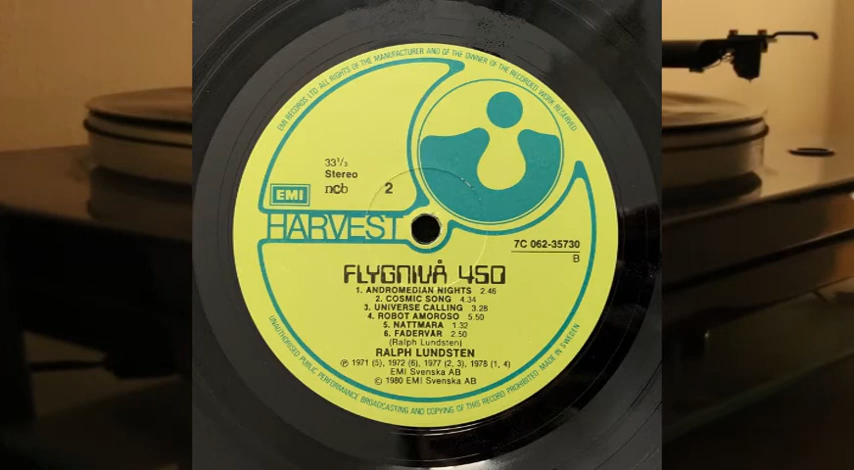 EMI RECORDS LTD. ALL RIGHTS OF THE MANUFACTURER AND OF THE OWNER OF THE RECORDED WORK RESERVED
33 1/3
Stereo
ncb 2
EMI
HARVEST
7C 062-35730
B
FLYGNIVÅ 450
1. ANDROMEDIAN NIGHTS 2.46
2. COSMIC SONG 4.34
3. UNIVERSE CALLING 3.28
4. ROBOT AMOROSO 5.50
5. NATTMARA 1.32
6. FADERVAR 2.50
(Ralph Lundsten)
RALPH LUNDSTEN
℗ 1971 (5), 1972 (6), 1977 (2, 3), 1978 (1, 4)
EMI Svenska AB
© 1980 EMI Svenska AB
UNAUTHORISED PUBLIC PERFORMANCE BROADCASTING AND COPYING OF THIS RECORD PROHIBITED · MADE IN SWEDEN